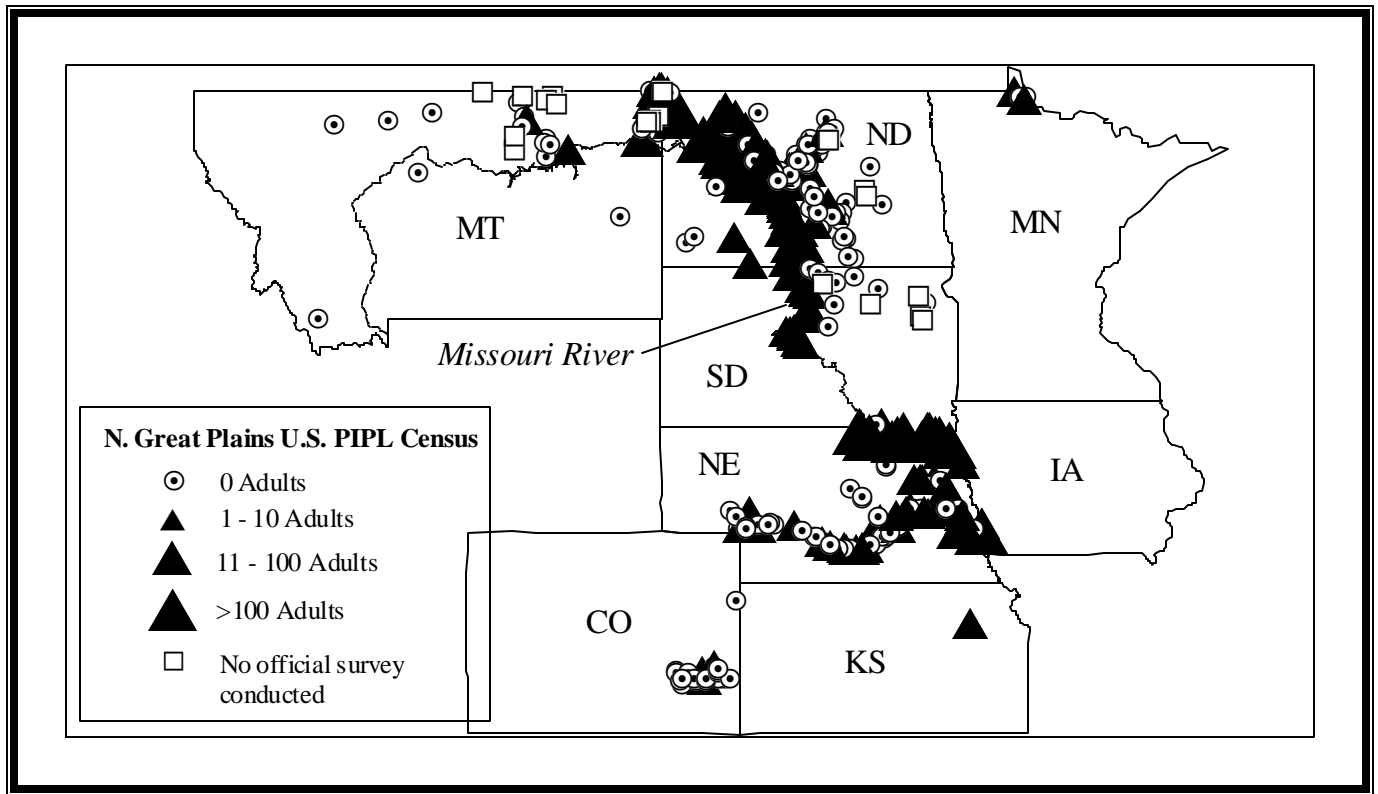 ND
MT
MN
Missouri River
SD
N. Great Plains U.S. PIPL Census
NE
IA
0 Adults
1 - 10 Adults
11 - 100 Adults
>100 Adults
CO
KS
No official survey
conducted